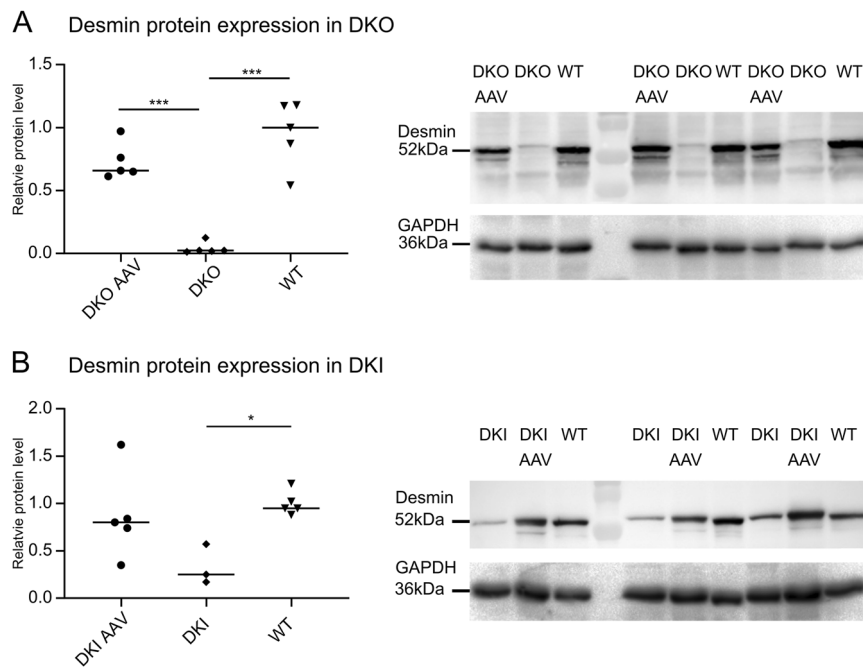 A Desmin protein expression in DKO
Relatvie protein level
1.5
1.0
0.5
0.0
***
***
DKO AAV
DKO
WT
DKO DKO WT DKO DKO WT DKO DKO WT
AAV AAV AAV
Desmin
52kDa
GAPDH
36kDa
B Desmin protein expression in DKI
Relatvie protein level
2.0
1.5
1.0
0.5
0.0
*
DKI AAV
DKI
WT
DKI DKI WT DKI DKI WT DKI DKI WT
AAV AAV AAV
Desmin
52kDa
GAPDH
36kDa